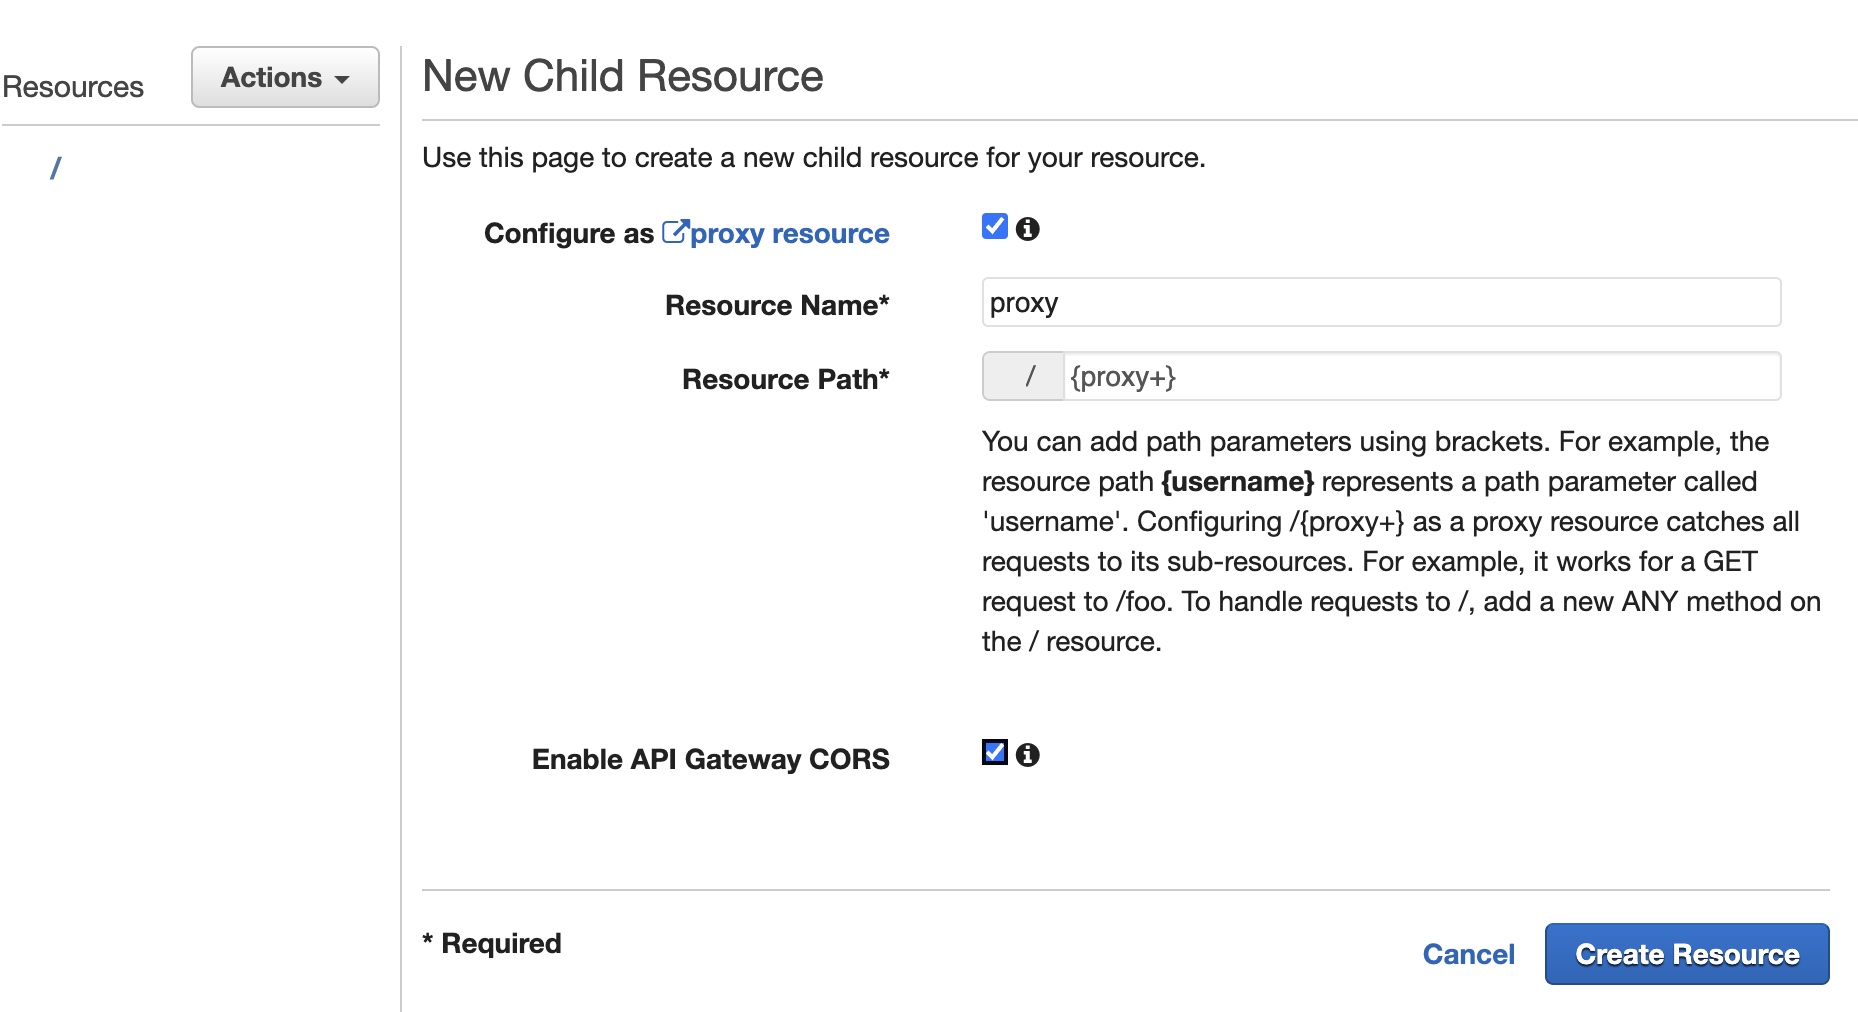 Resources
Actions
/
New Child Resource
Use this page to create a new child resource for your resource.
Configure as proxy resource
Resource Name*
proxy
Resource Path*
/ {proxy+}
You can add path parameters using brackets. For example, the
resource path {username} represents a path parameter called
'username'. Configuring /{proxy+} as a proxy resource catches all
requests to its sub-resources. For example, it works for a GET
request to /foo. To handle requests to /, add a new ANY method on
the / resource.
Enable API Gateway CORS
* Required
Cancel
Create Resource